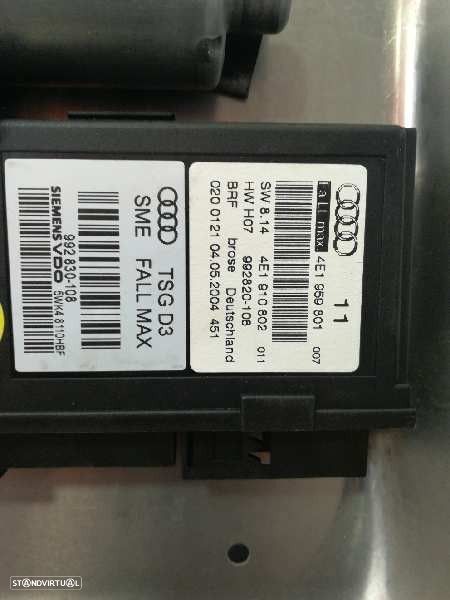 TSG D3
SME FALL MAX
992 830-108
SIEMENS VDO 5WK4 8110HBF
11
fall max 4E1 959 801 007
SW 8.14 4E1 910 802 011
HW H07 992820-108
BRF brose Deutschland
020 0121 04.05.2004 451
STANDVIRTUAL